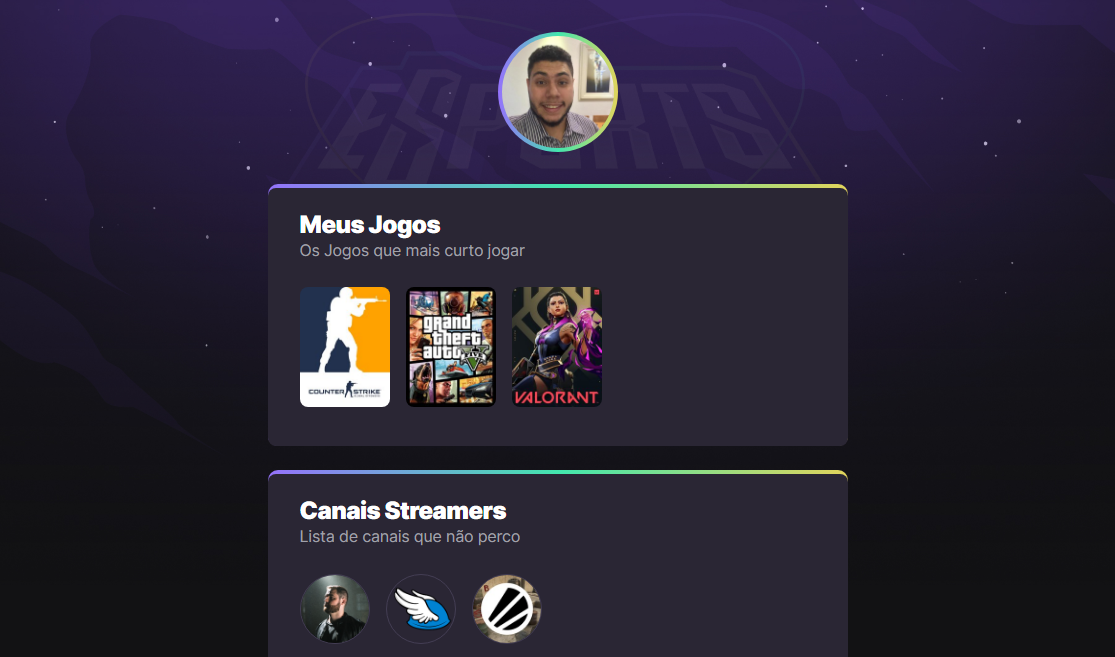 ESPORTS
Meus Jogos
Os Jogos que mais curto jogar
COUNTER STRIKE
grand
theft
auto
V
FIVE
VALORANT
Canais Streamers
Lista de canais que não perco